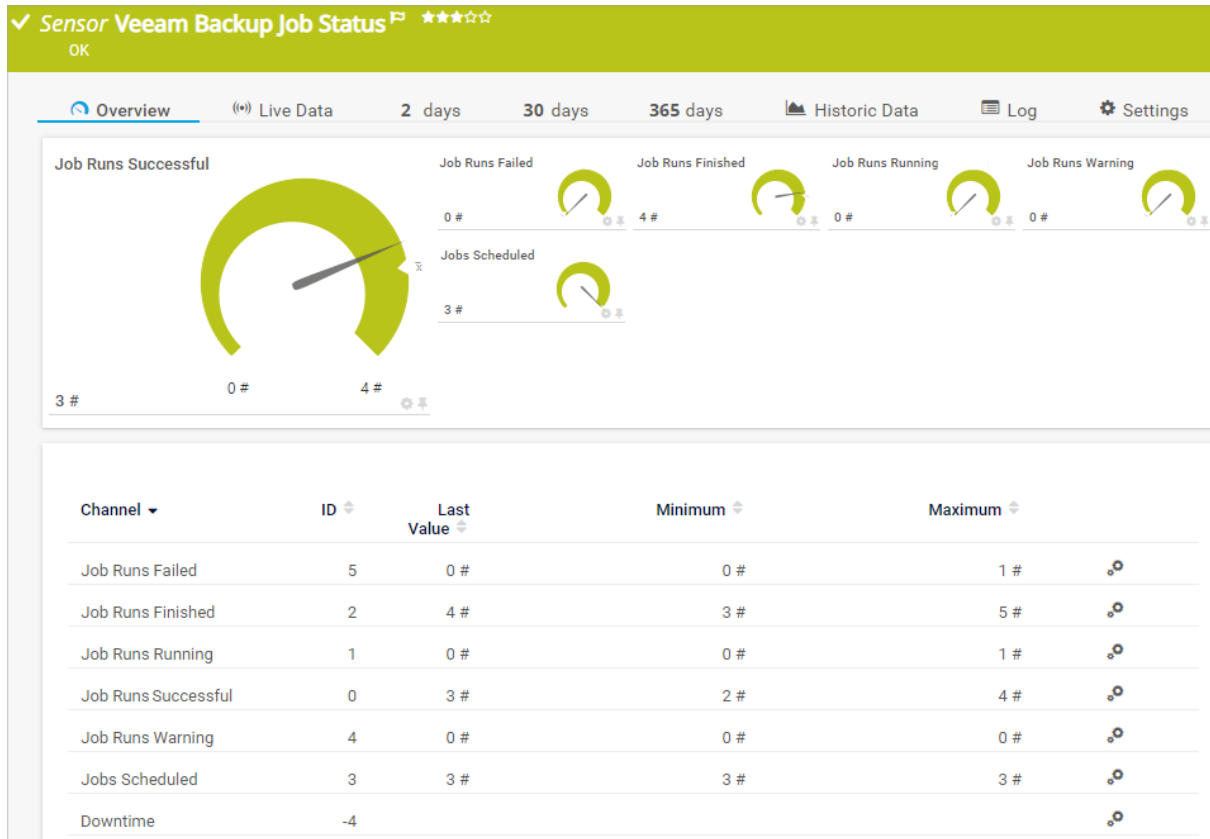 Sensor Veeam Backup Job Status
OK
Overview Live Data 2 days 30 days 365 days Historic Data Log Settings
Job Runs Successful
3 #
0 #
4 #
x̄
Job Runs Failed
0 #
Job Runs Finished
4 #
Job Runs Running
0 #
Job Runs Warning
0 #
Jobs Scheduled
3 #
Channel ID Last Value Minimum Maximum
Job Runs Failed 5 0 # 0 # 1 #
Job Runs Finished 2 4 # 3 # 5 #
Job Runs Running 1 0 # 0 # 1 #
Job Runs Successful 0 3 # 2 # 4 #
Job Runs Warning 4 0 # 0 # 0 #
Jobs Scheduled 3 3 # 3 # 3 #
Downtime -4